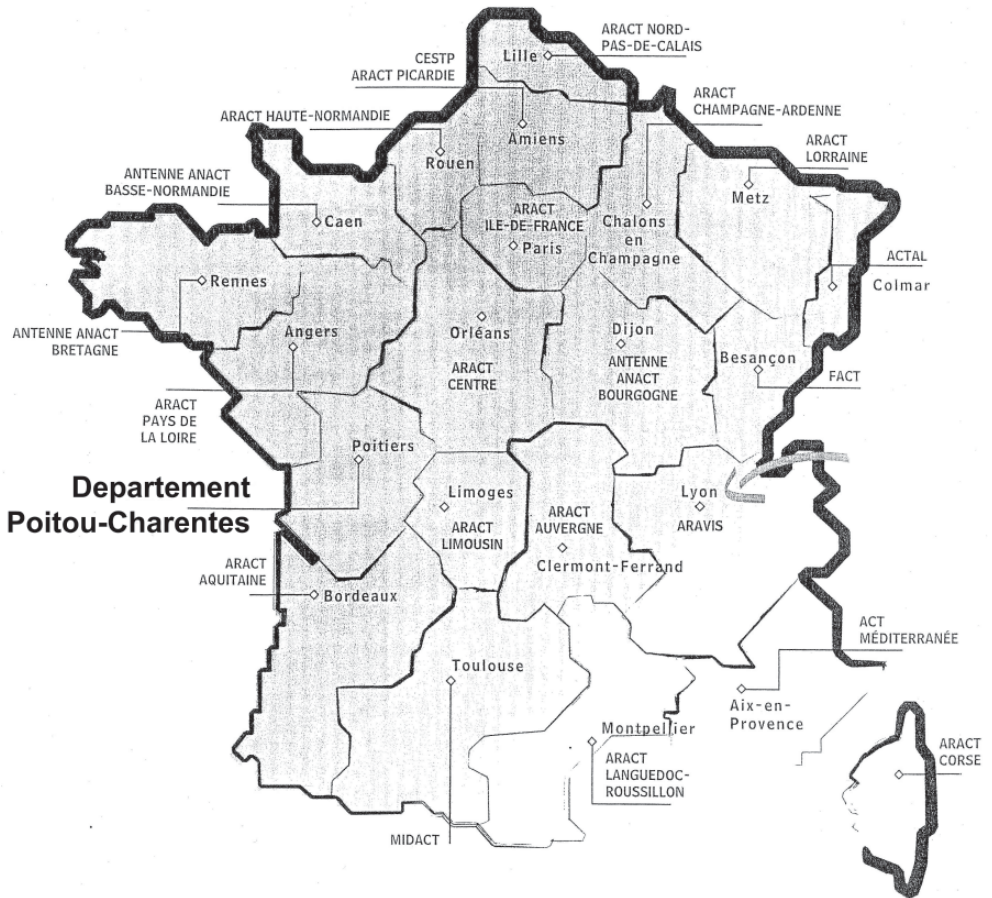 ARACT NORD-
PAS-DE-CALAIS
Lille
CESTP
ARACT PICARDIE
ARACT
CHAMPAGNE-ARDENNE
ARACT HAUTE-NORMANDIE
Amiens
ARACT
LORRAINE
Rouen
ANTENNE ANACT
BASSE-NORMANDIE
Metz
ARACT
ILE-DE-FRANCE
Paris
Caen
Chalons
en
Champagne
ACTAL
Colmar
Rennes
ANTENNE ANACT
BRETAGNE
Angers
Orléans
ARACT
CENTRE
Dijon
ANTENNE
ANACT
BOURGOGNE
Besançon
FACT
ARACT
PAYS DE
LA LOIRE
Poitiers
Departement
Poitou-Charentes
Limoges
ARACT
LIMOUSIN
ARACT
AUVERGNE
Clermont-Ferrand
Lyon
ARAVIS
ARACT
AQUITAINE
Bordeaux
ACT
MÉDITERRANÉE
Toulouse
Aix-en-
Provence
Montpellier
ARACT
LANGUEDOC-
ROUSSILLON
ARACT
CORSE
MIDACT